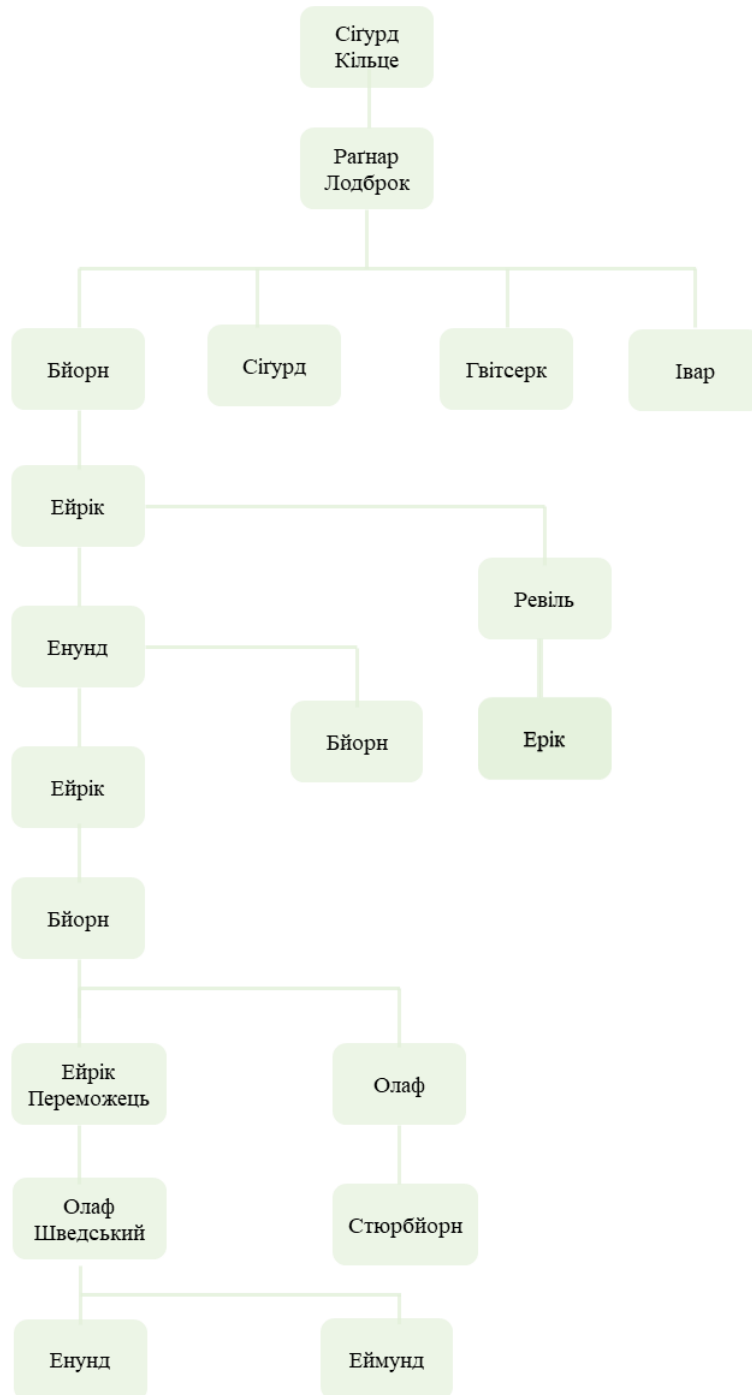 Сіґурд
Кільце
Раґнар
Лодброк
Бйорн
Сіґурд
Гвітсерк
Івар
Ейрік
Ревіль
Енунд
Бйорн
Ерік
Ейрік
Бйорн
Ейрік
Переможець
Олаф
Олаф
Шведський
Стюрбйорн
Енунд
Еймунд